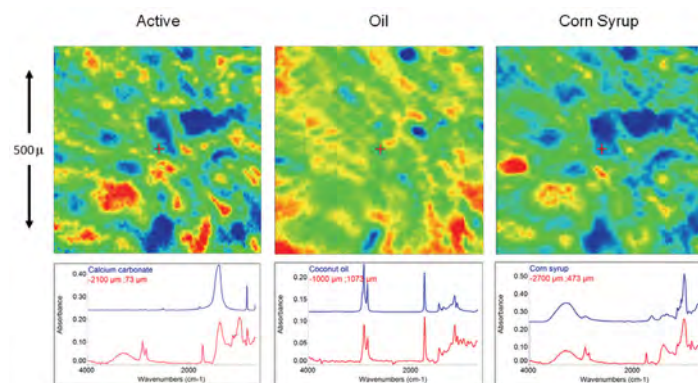 Active
Oil
Corn Syrup
500 µ
Calcium carbonate
-2100 µm ;73 µm
0.40
0.30
0.20
0.10
0.00
Absorbance
4000
2000
Wavenumbers (cm-1)
Coconut oil
-1000 µm ;1073 µm
0.20
0.15
0.10
0.05
0.00
Absorbance
4000
2000
Wavenumbers (cm-1)
Corn syrup
-2700 µm ;473 µm
0.50
0.40
0.30
0.20
0.10
0.00
Absorbance
4000
2000
Wavenumbers (cm-1)